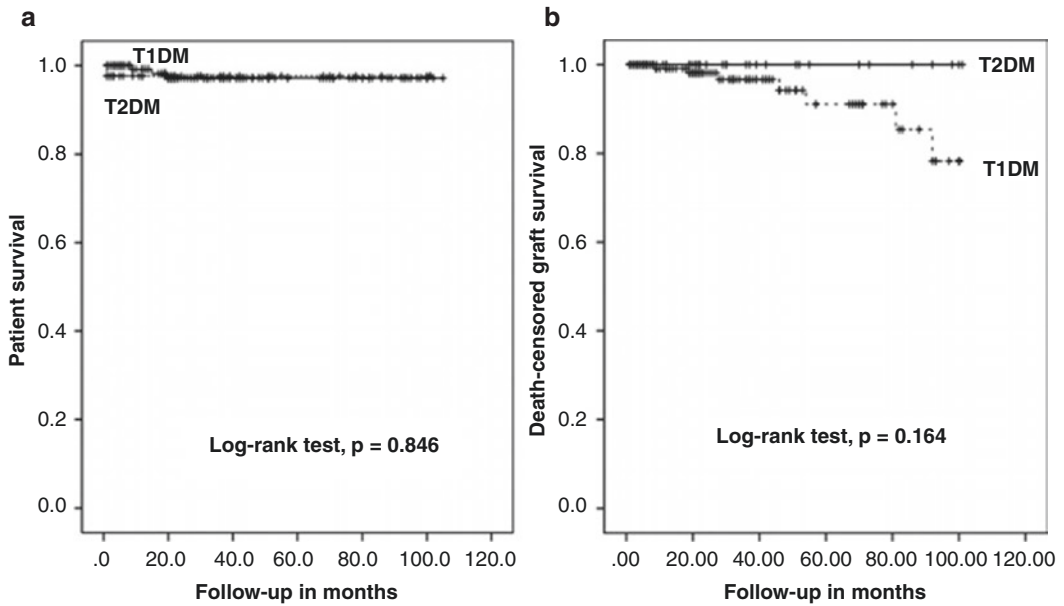 a
T1DM
T2DM
1.0
0.8
0.6
0.4
0.2
0.0
Patient survival
Log-rank test, p = 0.846
.0 20.0 40.0 60.0 80.0 100.0 120.0
Follow-up in months
b
T2DM
T1DM
1.0
0.8
0.6
0.4
0.2
0.0
Death-censored graft survival
Log-rank test, p = 0.164
.00 20.00 40.00 60.00 80.00 100.00 120.00
Follow-up in months